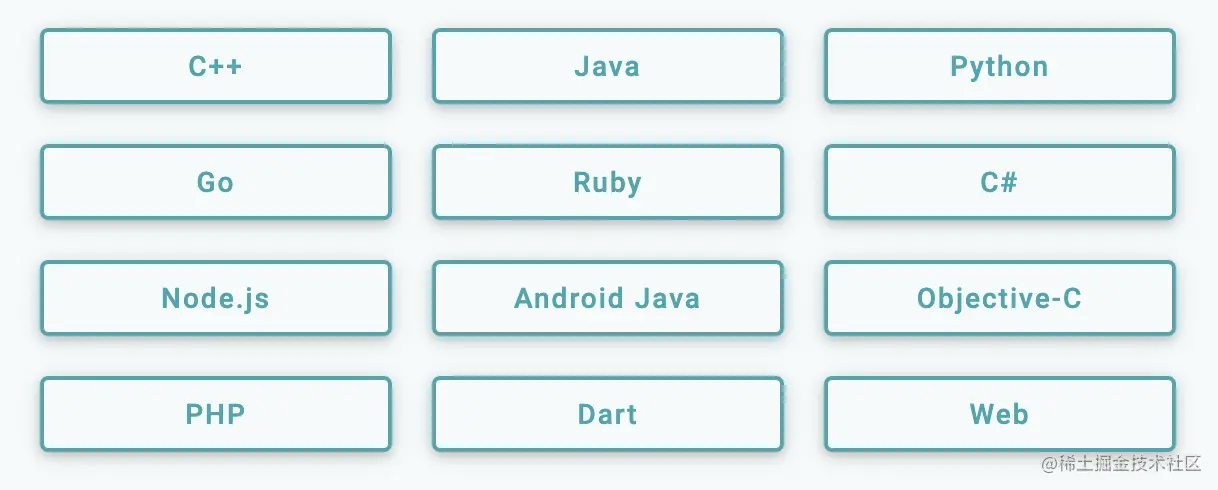 C++ Java Python
Go Ruby C#
Node.js Android Java Objective-C
PHP Dart Web
@稀土掘金技术社区